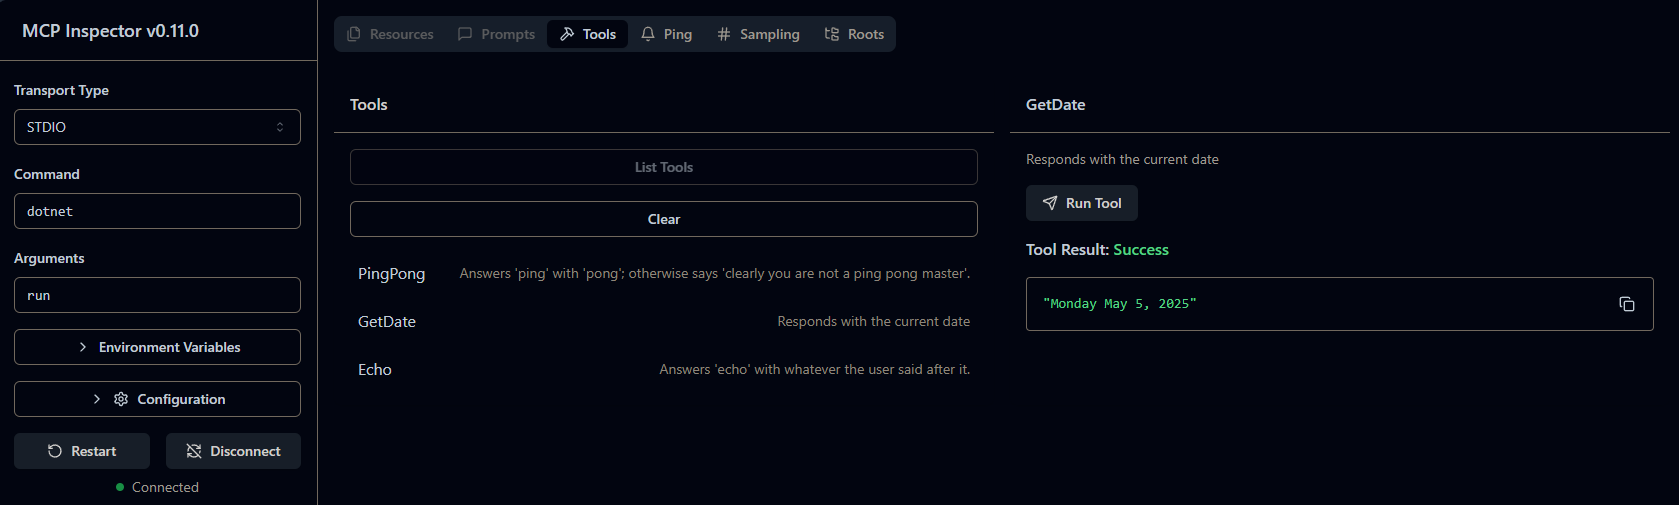 MCP Inspector v0.11.0
Transport Type
STDIO
Command
dotnet
Arguments
run
Environment Variables
Configuration
Restart
Disconnect
Connected
Resources
Prompts
Tools
Ping
Sampling
Roots
Tools
List Tools
Clear
PingPong Answers 'ping' with 'pong'; otherwise says 'clearly you are not a ping pong master'.
GetDate Responds with the current date
Echo Answers 'echo' with whatever the user said after it.
GetDate
Responds with the current date
Run Tool
Tool Result: Success
"Monday May 5, 2025"